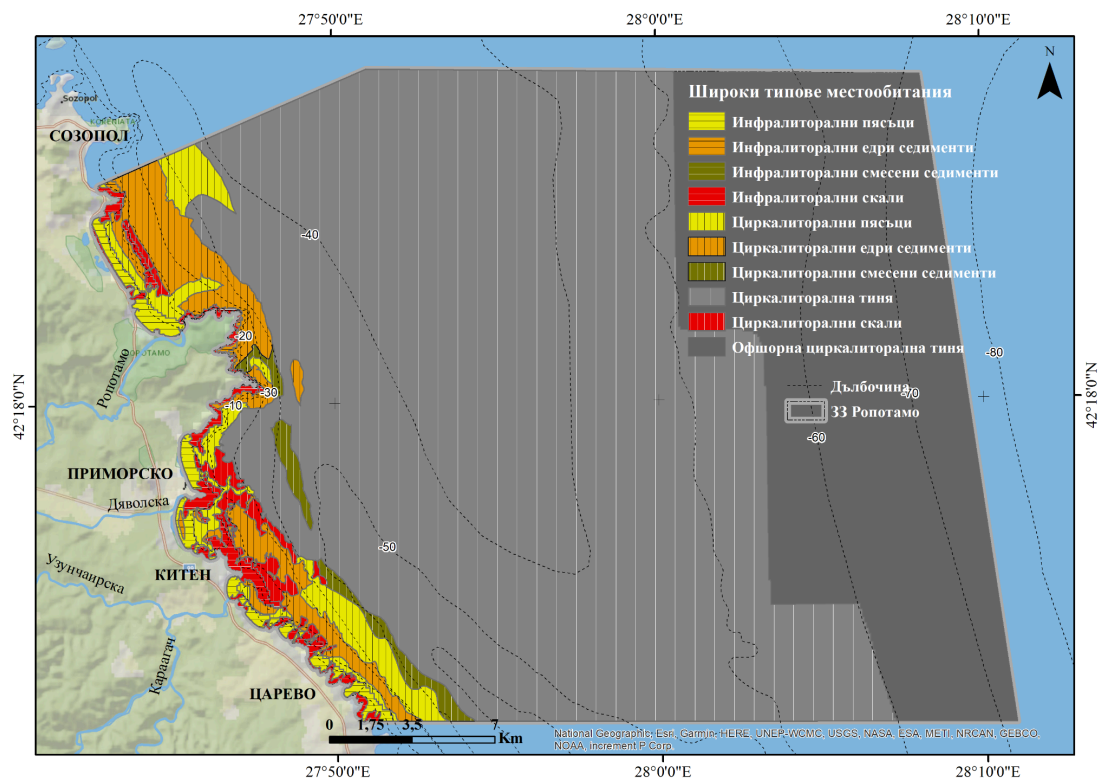 27°50'0"E
28°0'0"E
28°10'0"E
N
Sozopol
СОЗОПОЛ
Широки типове местообитания
Инфралиторални пясъци
Инфралиторални едри седименти
Инфралиторални смесени седименти
Инфралиторални скали
Циркалиторални пясъци
Циркалиторални едри седименти
Циркалиторални смесени седименти
Циркалиторална тиня
Циркалиторални скали
Офшорна циркалиторална тиня
Дълбочина
ЗЗ Ропотамо
-40
-20
-30
-10
-50
-60
-70
-80
42°18'0"N
42°18'0"N
Ропотамо
ПРИМОРСКО
Дяволска
КИТЕН
Узунчаирска
Караагач
ЦАРЕВО
0 1,75 3,5 7
Km
National Geographic, Esri, Garmin, HERE, UNEP-WCMC, USGS, NASA, ESA, METI, NRCAN, GEBCO,
NOAA, increment P Corp.
27°50'0"E
28°0'0"E
28°10'0"E